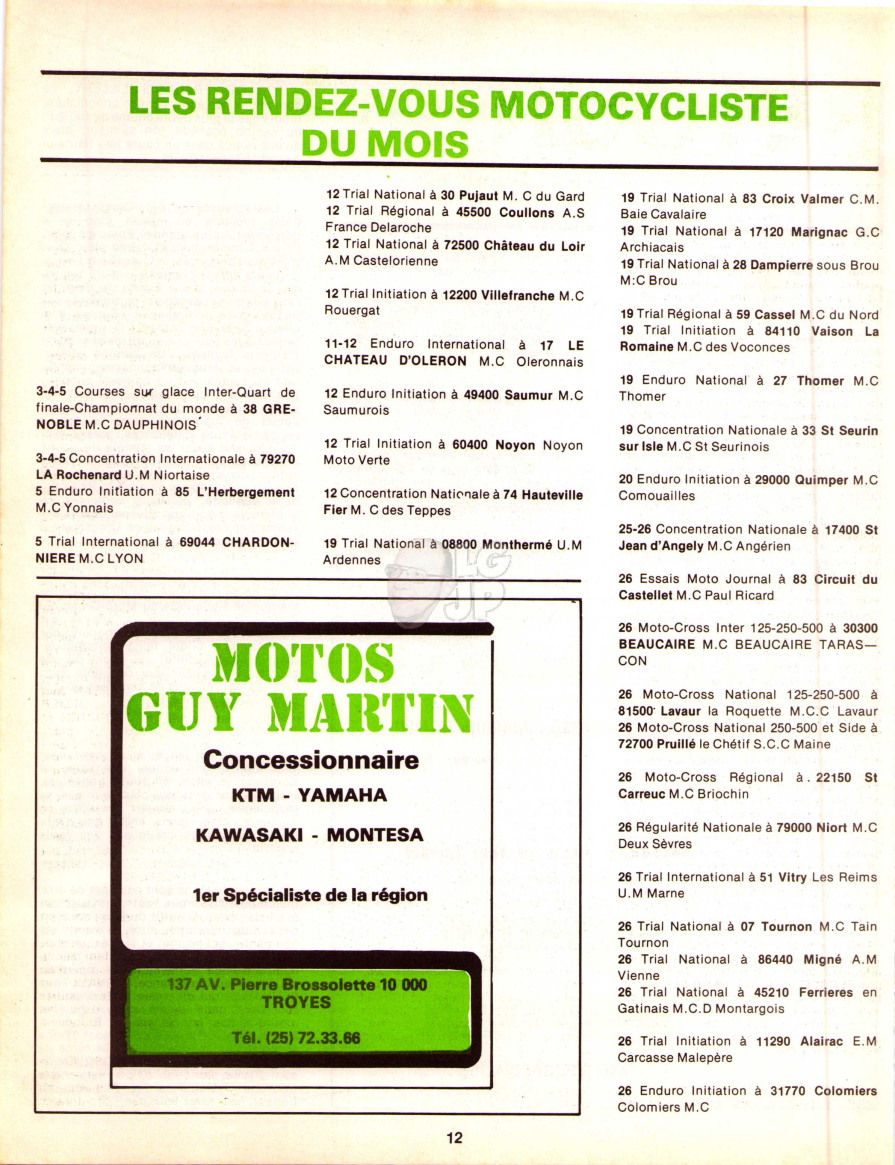 LES RENDEZ-VOUS MOTOCYCLISTE
DU MOIS
3-4-5 Courses sur glace Inter-Quart de
finale-Championnat du monde à 38 GRE-
NOBLE M.C DAUPHINOIS
3-4-5 Concentration Internationale à 79270
LA Rochenard U.M Niortaise
5 Enduro Initiation à 85 L'Herbergement
M.C Yonnais
5 Trial International à 69044 CHARDON-
NIERE M.C LYON
12 Trial National à 30 Pujaut M. C du Gard
12 Trial Régional à 45500 Coullons A.S
France Delaroche
12 Trial National à 72500 Château du Loir
A.M Castelorienne
12 Trial Initiation à 12200 Villefranche M.C
Rouergat
11-12 Enduro International à 17 LE
CHATEAU D'OLERON M.C Oleronnais
12 Enduro Initiation à 49400 Saumur M.C
Saumurois
12 Trial Initiation à 60400 Noyon Noyon
Moto Verte
12 Concentration Nationale à 74 Hauteville
Fier M. C des Teppes
19 Trial National à 08800 Monthermé U.M
Ardennes
19 Trial National à 83 Croix Valmer C.M.
Baie Cavalaire
19 Trial National à 17120 Marignac G.C
Archiacais
19 Trial National à 28 Dampierre sous Brou
M:C Brou
19 Trial Régional à 59 Cassel M.C du Nord
19 Trial Initiation à 84110 Vaison La
Romaine M.C des Voconces
19 Enduro National à 27 Thomer M.C
Thomer
19 Concentration Nationale à 33 St Seurin
sur Isle M.C St Seurinois
20 Enduro Initiation à 29000 Quimper M.C
Comouailles
25-26 Concentration Nationale à 17400 St
Jean d'Angely M.C Angérien
26 Essais Moto Journal à 83 Circuit du
Castellet M.C Paul Ricard
26 Moto-Cross Inter 125-250-500 à 30300
BEAUCAIRE M.C BEAUCAIRE TARAS—
CON
26 Moto-Cross National 125-250-500 à
81500 Lavaur la Roquette M.C.C Lavaur
26 Moto-Cross National 250-500 et Side à
72700 Pruillé le Chétif S.C.C Maine
26 Moto-Cross Régional à . 22150 St
Carreuc M.C Briochin
26 Régularité Nationale à 79000 Niort M.C
Deux Sèvres
26 Trial International à 51 Vitry Les Reims
U.M Marne
26 Trial National à 07 Tournon M.C Tain
Tournon
26 Trial National à 86440 Migné A.M
Vienne
26 Trial National à 45210 Ferrieres en
Gatinais M.C.D Montargois
26 Trial Initiation à 11290 Alairac E.M
Carcasse Malepère
26 Enduro Initiation à 31770 Colomiers
Colomiers M.C
LG
JP
MOTOS
GUY MARTIN
Concessionnaire
KTM - YAMAHA
KAWASAKI - MONTESA
1er Spécialiste de la région
137 AV. Pierre Brossolette 10 000
TROYES
Tél. (25) 72.33.66
12